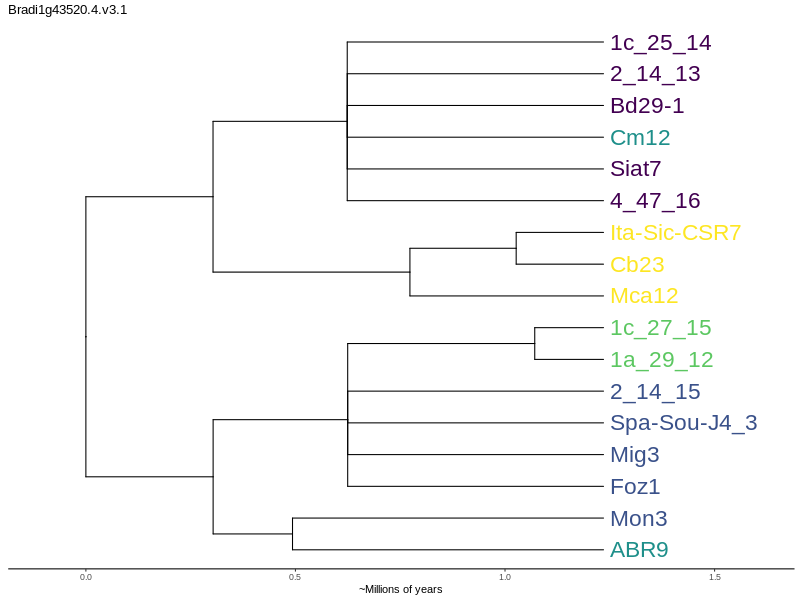 Bradi1g43520.4.v3.1
1c_25_14
2_14_13
Bd29-1
Cm12
Siat7
4_47_16
Ita-Sic-CSR7
Cb23
Mca12
1c_27_15
1a_29_12
2_14_15
Spa-Sou-J4_3
Mig3
Foz1
Mon3
ABR9
0.0 0.5 1.0 1.5
~Millions of years